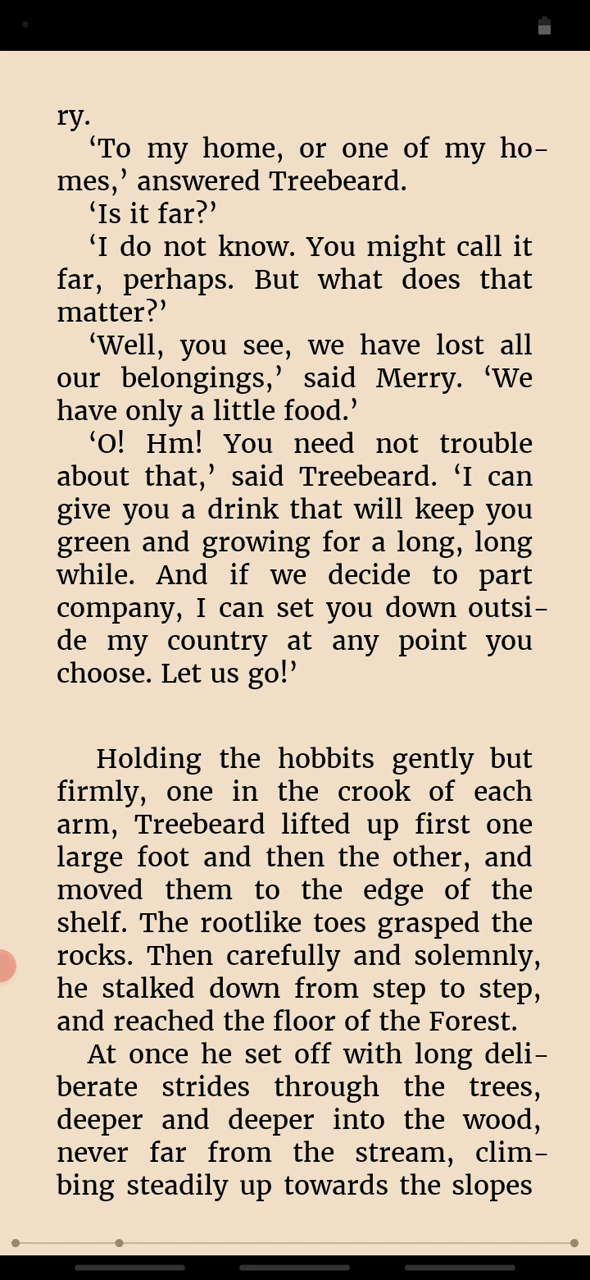 ry.
‘To my home, or one of my ho-
mes,’ answered Treebeard.
‘Is it far?’
‘I do not know. You might call it
far, perhaps. But what does that
matter?’
‘Well, you see, we have lost all
our belongings,’ said Merry. ‘We
have only a little food.’
‘O! Hm! You need not trouble
about that,’ said Treebeard. ‘I can
give you a drink that will keep you
green and growing for a long, long
while. And if we decide to part
company, I can set you down outsi-
de my country at any point you
choose. Let us go!’
Holding the hobbits gently but
firmly, one in the crook of each
arm, Treebeard lifted up first one
large foot and then the other, and
moved them to the edge of the
shelf. The rootlike toes grasped the
rocks. Then carefully and solemnly,
he stalked down from step to step,
and reached the floor of the Forest.
At once he set off with long deli-
berate strides through the trees,
deeper and deeper into the wood,
never far from the stream, clim-
bing steadily up towards the slopes